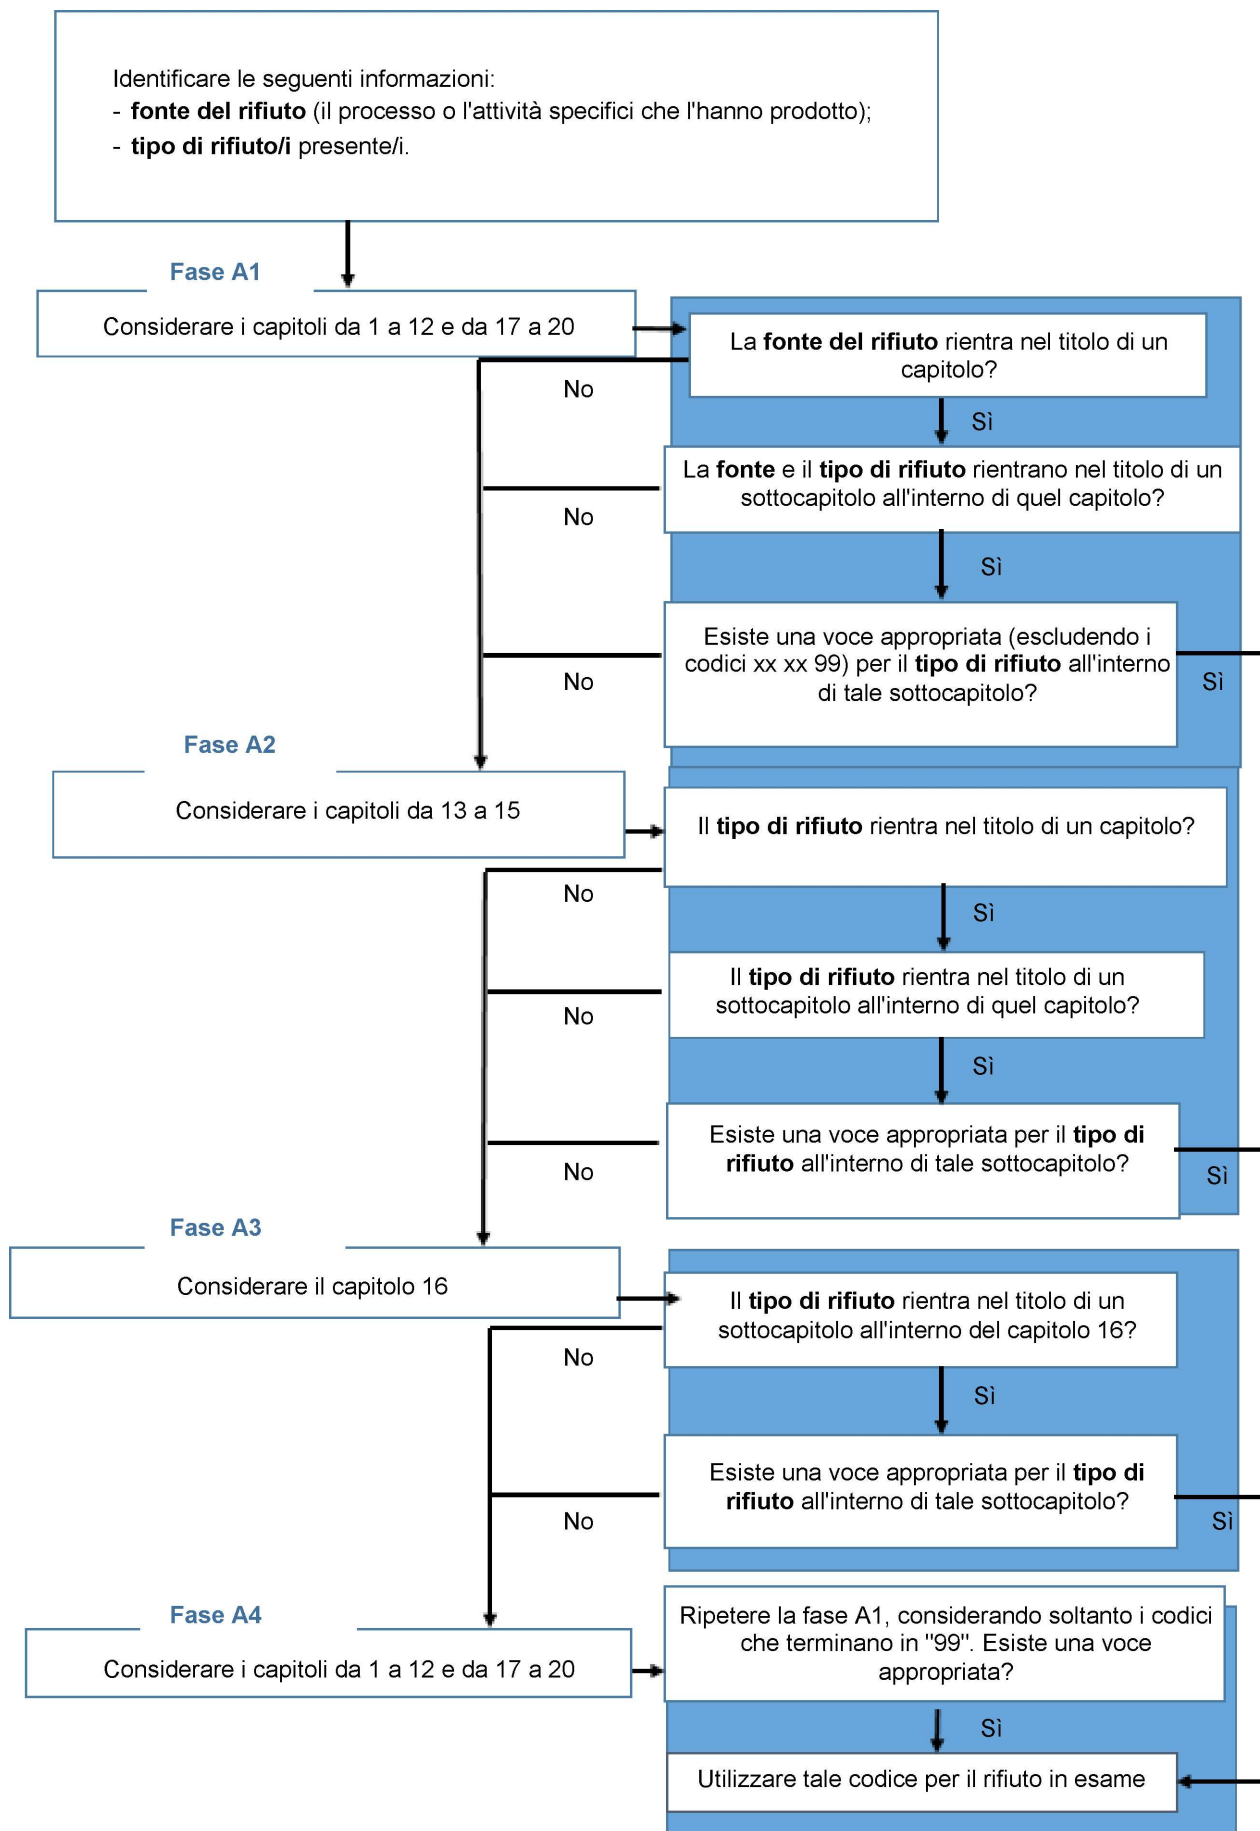 Identificare le seguenti informazioni:
- fonte del rifiuto (il processo o l'attività specifici che l'hanno prodotto);
- tipo di rifiuto/i presente/i.
Fase A1
Considerare i capitoli da 1 a 12 e da 17 a 20
La fonte del rifiuto rientra nel titolo di un
capitolo?
No
Sì
La fonte e il tipo di rifiuto rientrano nel titolo di un
sottocapitolo all'interno di quel capitolo?
No
Sì
Esiste una voce appropriata (escludendo i
codici xx xx 99) per il tipo di rifiuto all'interno
di tale sottocapitolo?
No
Sì
Fase A2
Considerare i capitoli da 13 a 15
Il tipo di rifiuto rientra nel titolo di un capitolo?
No
Sì
Il tipo di rifiuto rientra nel titolo di un
sottocapitolo all'interno di quel capitolo?
No
Sì
Esiste una voce appropriata per il tipo di
rifiuto all'interno di tale sottocapitolo?
No
Sì
Fase A3
Considerare il capitolo 16
Il tipo di rifiuto rientra nel titolo di un
sottocapitolo all'interno del capitolo 16?
No
Sì
Esiste una voce appropriata per il tipo di
rifiuto all'interno di tale sottocapitolo?
No
Sì
Fase A4
Considerare i capitoli da 1 a 12 e da 17 a 20
Ripetere la fase A1, considerando soltanto i codici
che terminano in "99". Esiste una voce
appropriata?
Sì
Utilizzare tale codice per il rifiuto in esame